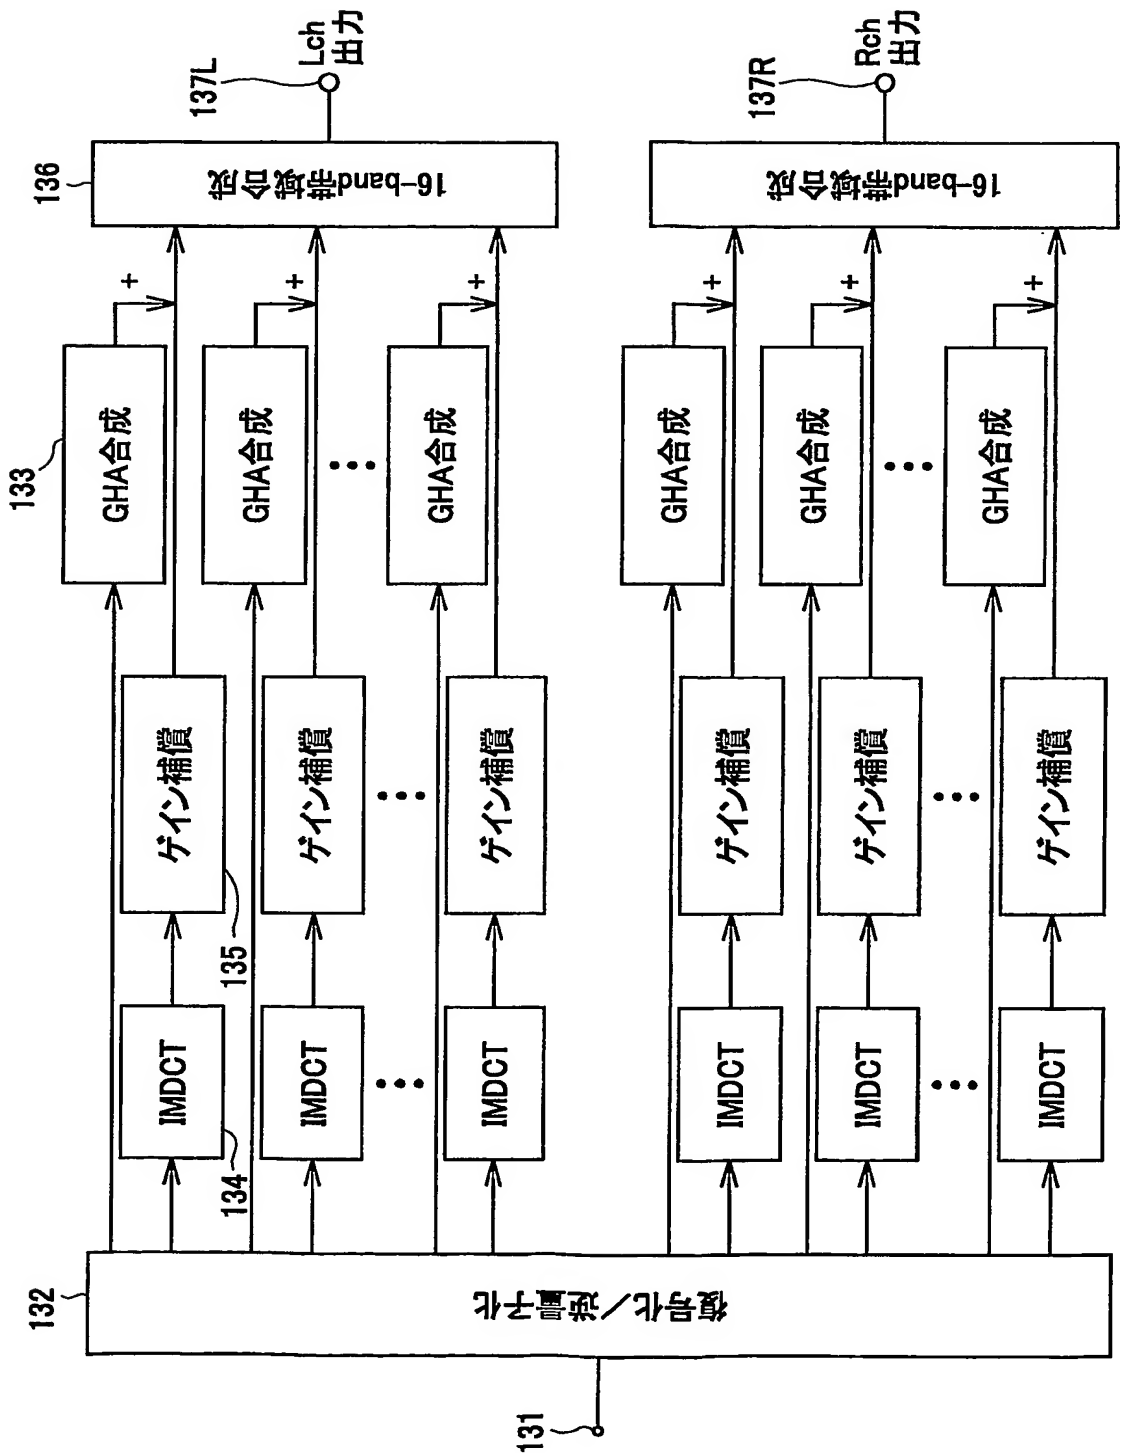 131
132
復号化／逆量子化
134
IMDCT
IMDCT
IMDCT
IMDCT
IMDCT
IMDCT
135
ゲイン補償
ゲイン補償
ゲイン補償
ゲイン補償
ゲイン補償
ゲイン補償
133
GHA合成
GHA合成
GHA合成
GHA合成
GHA合成
GHA合成
+
+
+
+
+
+
136
16-band帯域合成
16-band帯域合成
137L
Lch
出力
137R
Rch
出力